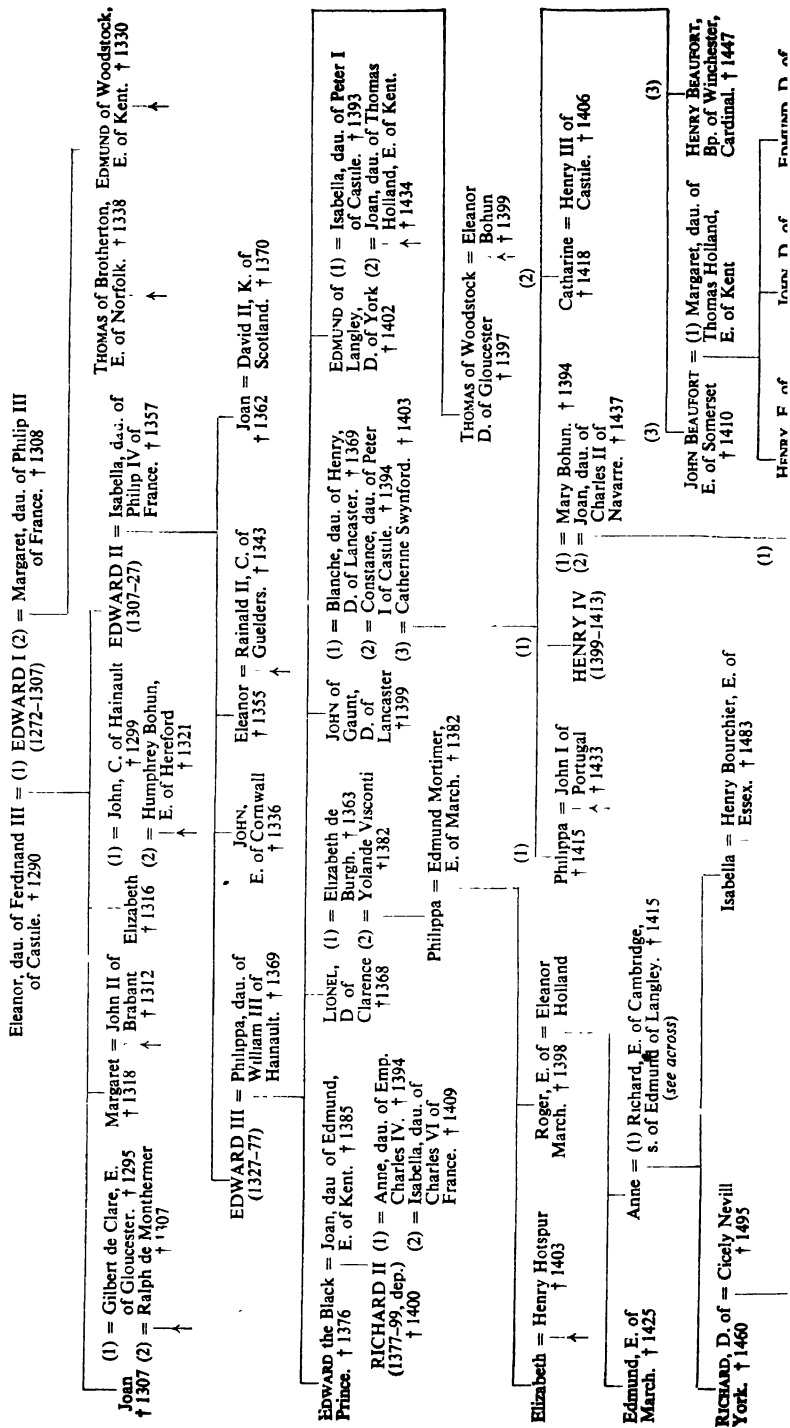 Eleanor, dau. of Ferdinand III = (1) EDWARD I (2) = Margaret, dau. of Philip III
of Castile. † 1290
(1272–1307)
of France. † 1308
Joan
† 1307
(1) = Gilbert de Clare, E.
of Gloucester. † 1295
(2) = Ralph de Monthermer
† 1307
Margaret = John II of
† 1318
Brabant
† 1312
Elizabeth
† 1316
(1) = John, C. of Hainault
† 1299
(2) = Humphrey Bohun,
E. of Hereford
† 1321
EDWARD II = Isabella, dau. of
(1307–27)
Philip IV of
France. † 1357
THOMAS of Brotherton,
E. of Norfolk. † 1338
EDMUND of Woodstock,
E. of Kent. † 1330
EDWARD III = Philippa, dau. of
(1327–77)
William III of
Hainault. † 1369
JOHN,
E. of Cornwall
† 1336
Eleanor = Rainald II, C. of
† 1355
Guelders. † 1343
Joan = David II, K. of
† 1362
Scotland. † 1370
EDWARD the Black = Joan, dau of Edmund,
Prince. † 1376
E. of Kent. † 1385
RICHARD II
(1377–99, dep.)
† 1400
(1) = Anne, dau. of Emp.
Charles IV. † 1394
(2) = Isabella, dau. of
Charles VI of
France. † 1409
LIONEL,
D of
Clarence
†1368
(1) = Elizabeth de
Burgh. † 1363
(2) = Yolande Visconti
†1382
Philippa = Edmund Mortimer,
E. of March. † 1382
JOHN of
Gaunt,
D. of
Lancaster
†1399
(1) = Blanche, dau. of Henry,
D. of Lancaster. † 1369
(2) = Constance, dau. of Peter
I of Castile. † 1394
(3) = Catherine Swynford. † 1403
EDMUND of
Langley,
D. of York
† 1402
(1) = Isabella, dau. of Peter I
of Castile. † 1393
(2) = Joan, dau. of Thomas
Holland, E. of Kent.
† 1434
THOMAS of Woodstock = Eleanor
D. of Gloucester
† 1397
Bohun
† 1399
Elizabeth = Henry Hotspur
† 1403
Roger, E. of = Eleanor
March. † 1398
Holland
(1)
(1)
(2)
Philippa = John I of
† 1415
Portugal
† 1433
HENRY IV
(1399–1413)
(1) = Mary Bohun. † 1394
(2) = Joan, dau. of
Charles II of
Navarre. † 1437
Catharine = Henry III of
† 1418
Castile. † 1406
Edmund, E. of
March. † 1425
Anne = (1) Richard, E. of Cambridge,
s. of Edmund of Langley. † 1415
(see across)
(3)
(3)
JOHN BEAUFORT = (1) Margaret, dau. of
E. of Somerset
† 1410
Thomas Holland,
E. of Kent
HENRY BEAUFORT,
Bp. of Winchester,
Cardinal. † 1447
RICHARD, D. of = Cicely Nevill
York. † 1460
† 1495
Isabella = Henry Bourchier, E. of
Essex. † 1483
(1)
HENRY, E. of
JOHN, D. of
EDMUND, D. of